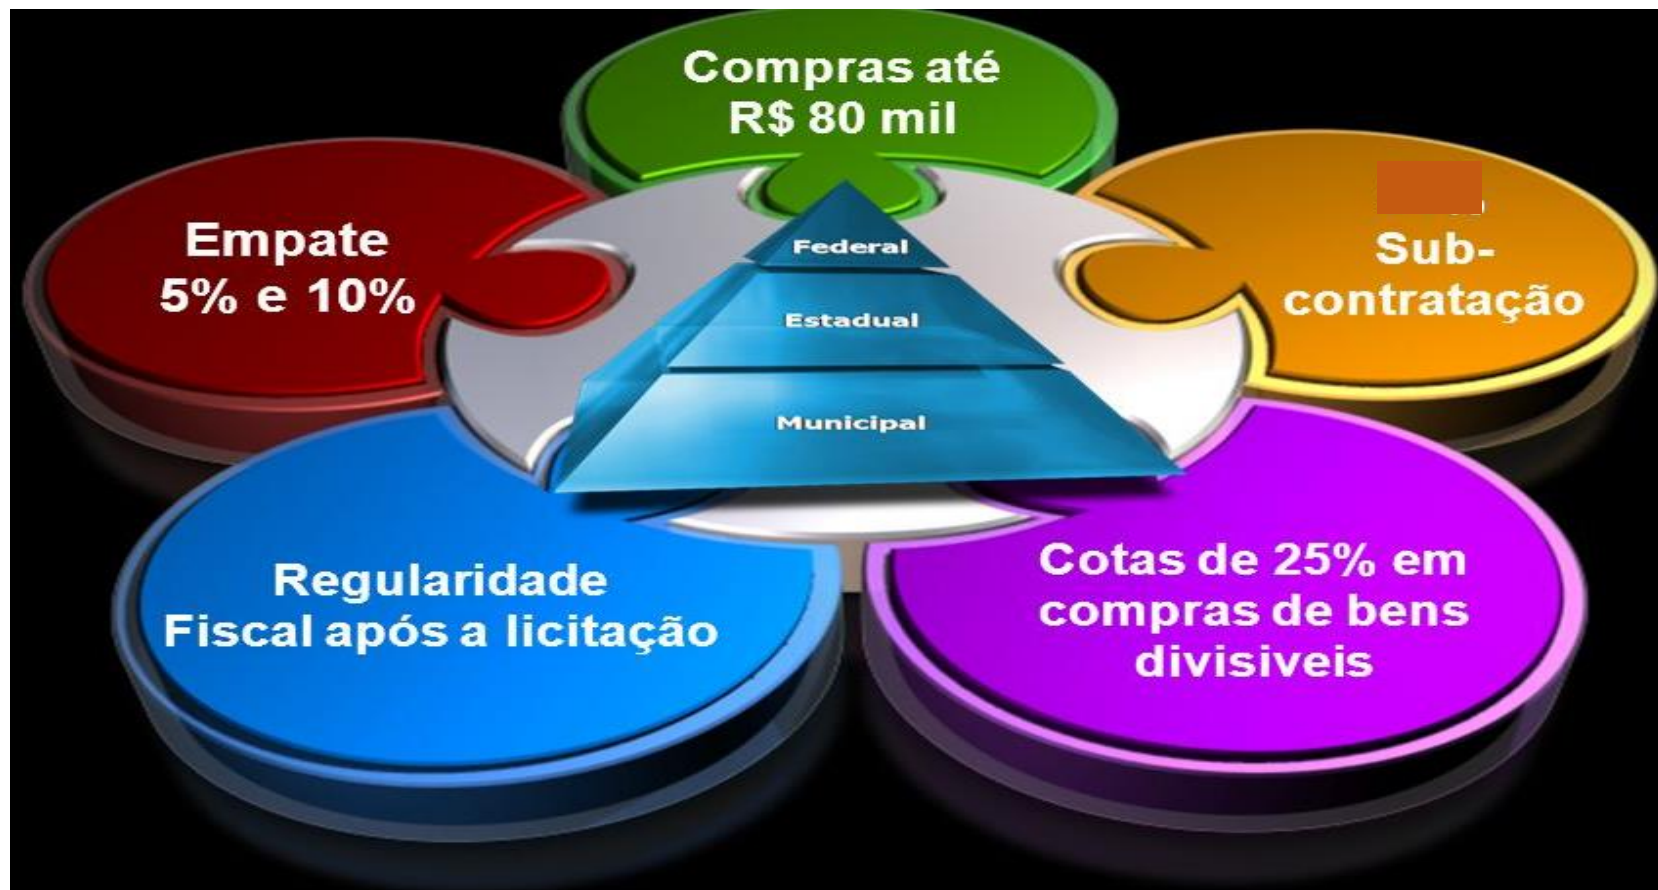 Compras até
R$ 80 mil
Empate
5% e 10%
Sub-
contratação
Federal
Estadual
Municipal
Regularidade
Fiscal após a licitação
Cotas de 25% em
compras de bens
divisiveis